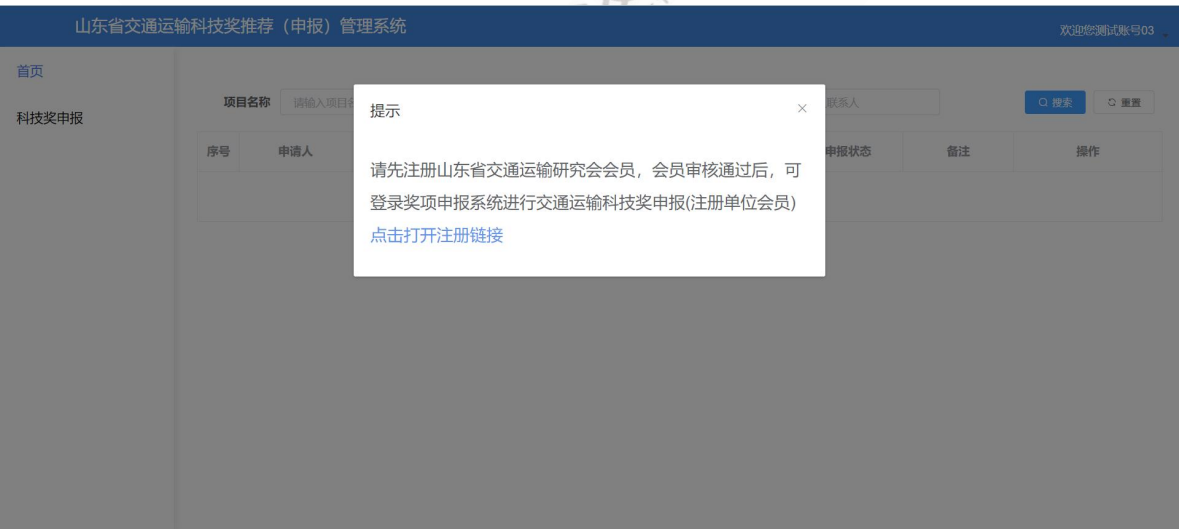 山东省交通运输科技奖推荐（申报）管理系统
欢迎您测试账号03
首页
科技奖申报
项目名称 请输入项目名
联系人
搜索 重置
序号 申请人 申报状态 备注 操作
提示
请先注册山东省交通运输研究会会员，会员审核通过后，可
登录奖项申报系统进行交通运输科技奖申报(注册单位会员)
点击打开注册链接